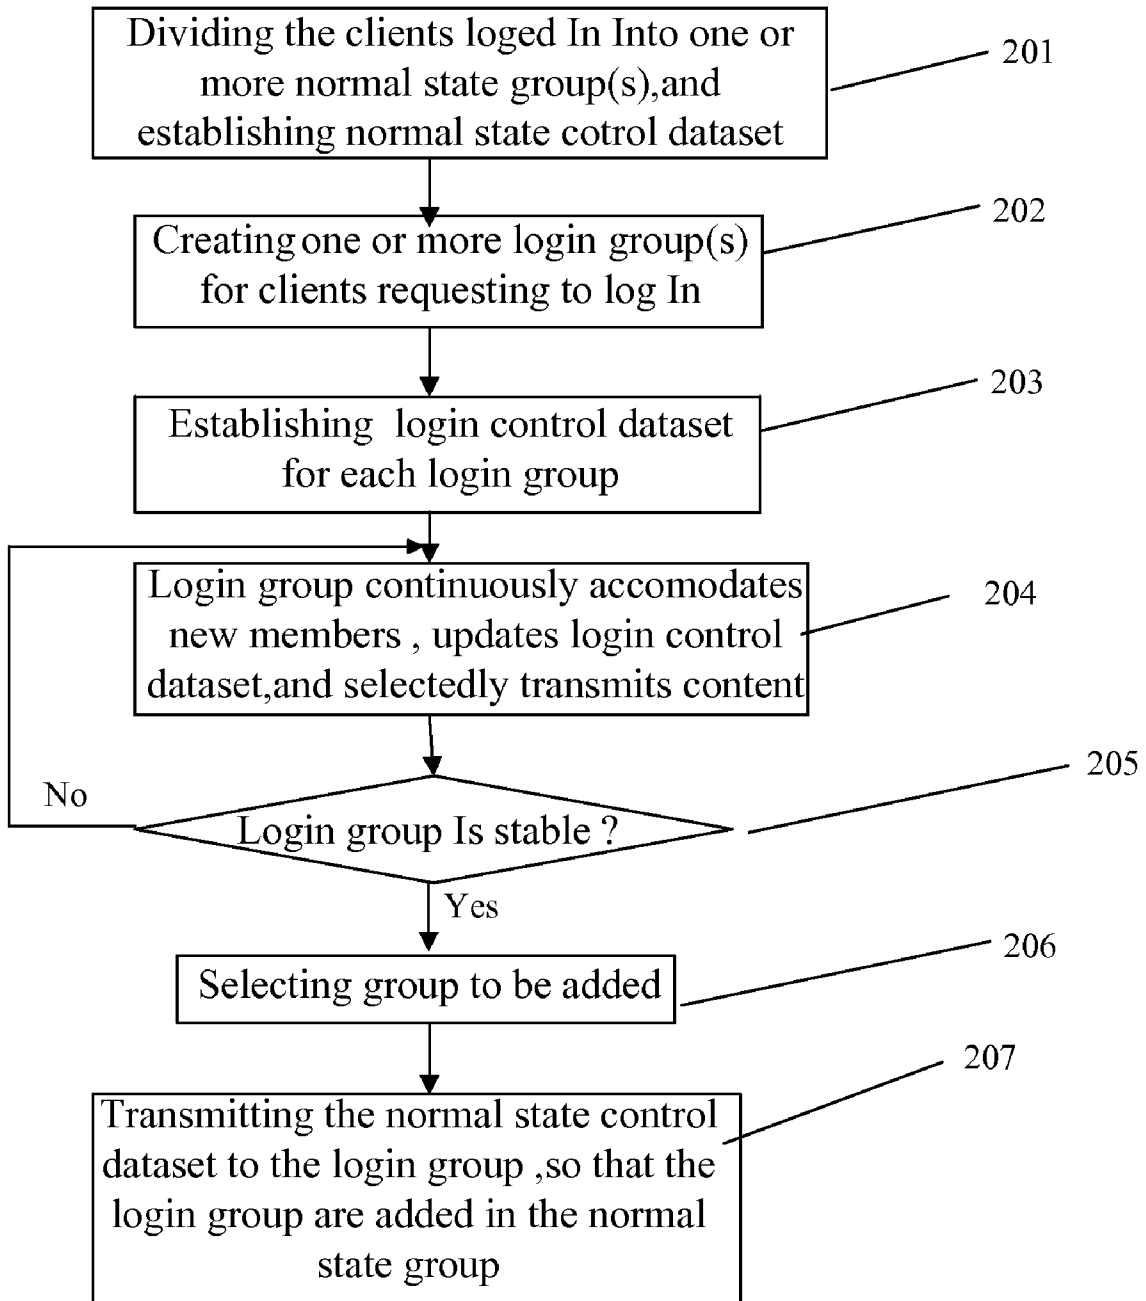 Dividing the clients loged In Into one or
more normal state group(s),and
establishing normal state cotrol dataset
201
Creating one or more login group(s)
for clients requesting to log In
202
Establishing login control dataset
for each login group
203
Login group continuously accomodates
new members , updates login control
dataset,and selectedly transmits content
204
Login group Is stable ?
205
No
Yes
Selecting group to be added
206
Transmitting the normal state control
dataset to the login group ,so that the
login group are added in the normal
state group
207